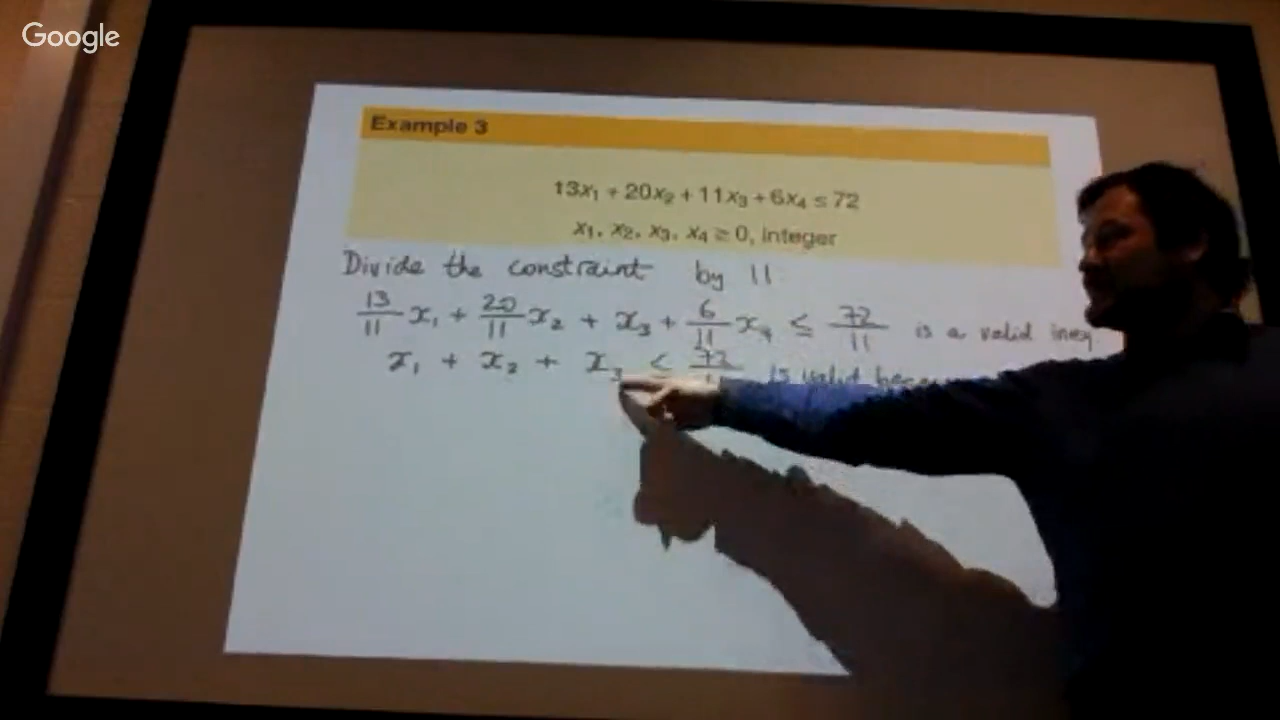 Google
Example 3
13x₁ + 20x₂ + 11x₃ + 6x₄ ≤ 72
x₁, x₂, x₃, x₄ ≥ 0, integer
Divide the constraint by 11
13/11 x₁ + 20/11 x₂ + x₃ + 6/11 x₄ ≤ 72/11 is a valid ineq
x₁ + x₂ + x₃ ≤ 72/11 is valid